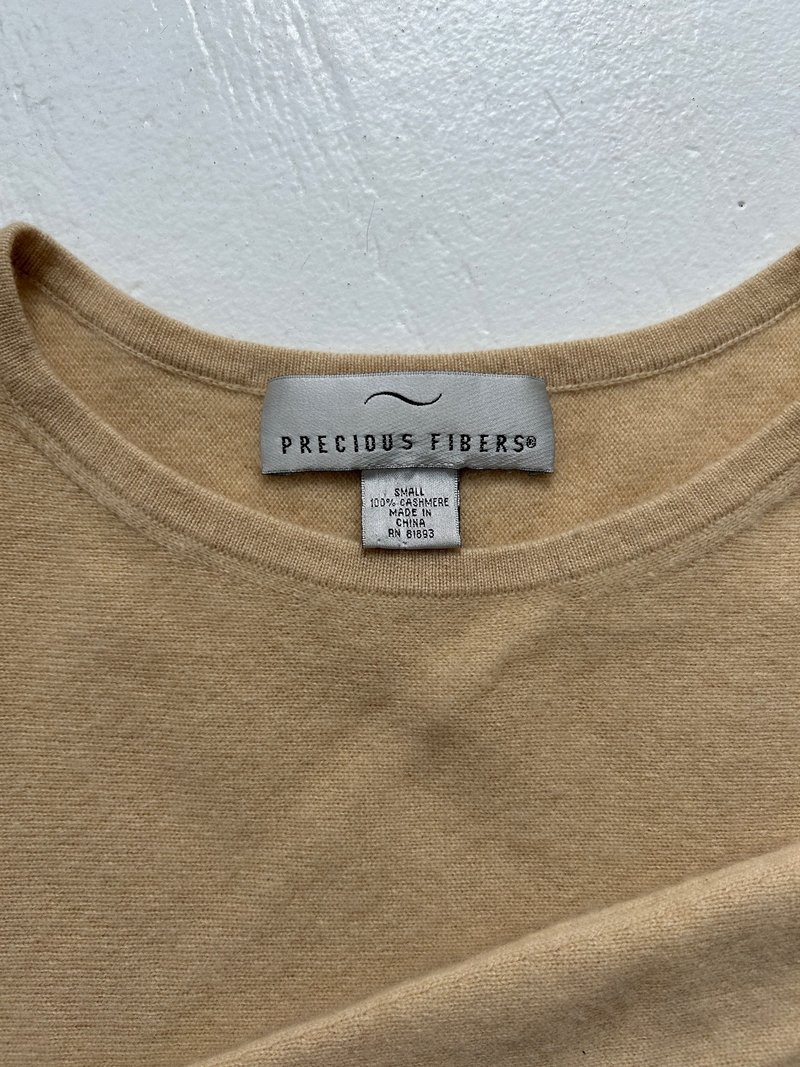 PRECIOUS FIBERS®
SMALL
100% CASHMERE
MADE IN
CHINA
RN 81893